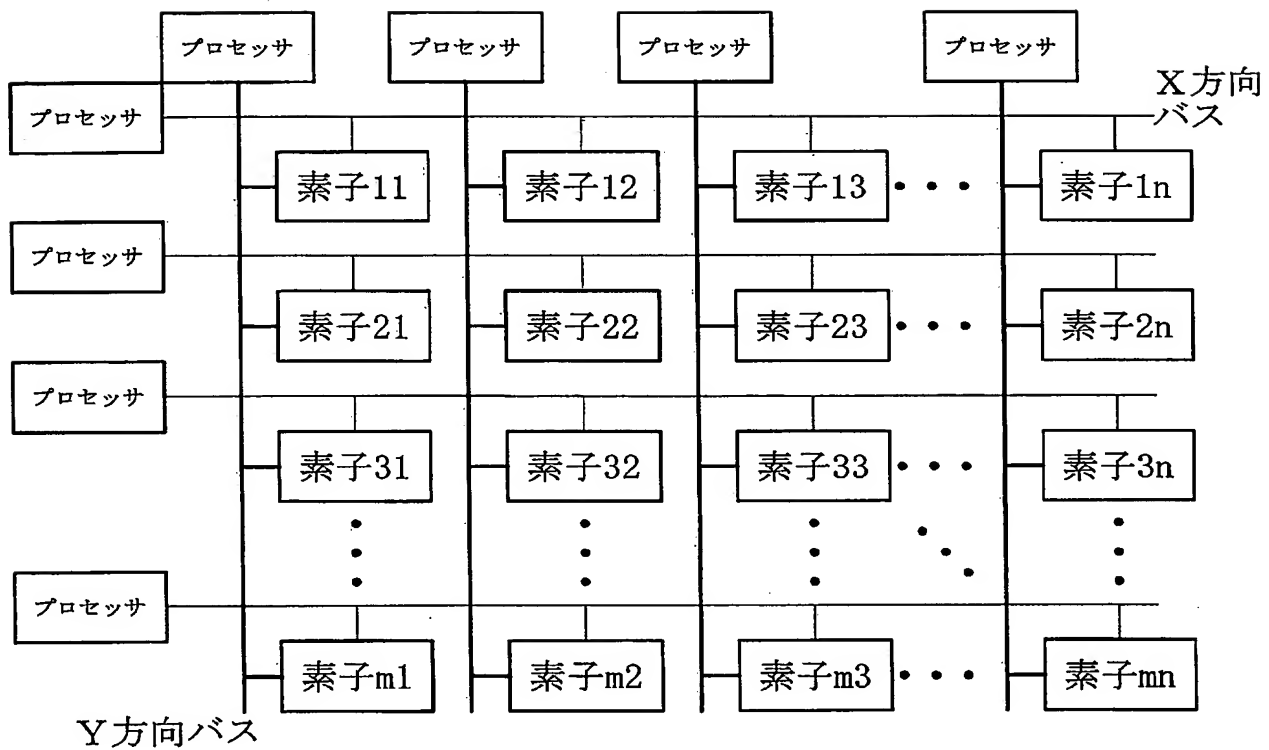 プロセッサ
プロセッサ
プロセッサ
プロセッサ
X方向
バス
プロセッサ
素子11
素子12
素子13
素子1n
プロセッサ
素子21
素子22
素子23
素子2n
プロセッサ
素子31
素子32
素子33
素子3n
プロセッサ
素子m1
素子m2
素子m3
素子mn
Y方向バス